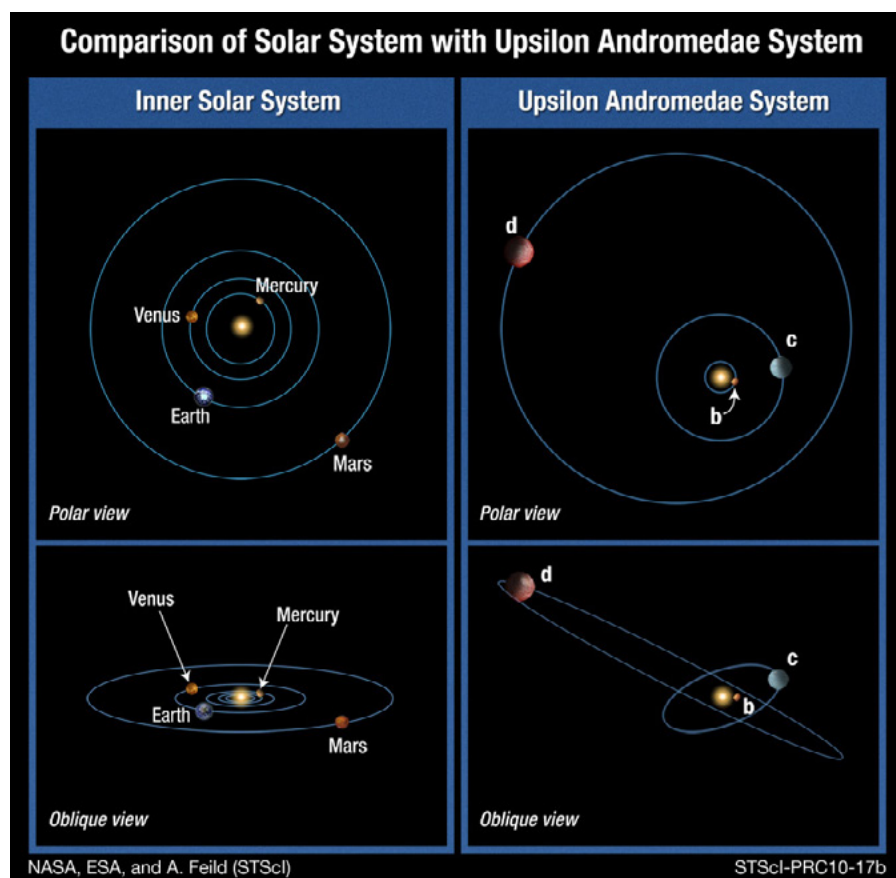 Comparison of Solar System with Upsilon Andromedae System
Inner Solar System
Mercury
Venus
Earth
Mars
Polar view
Upsilon Andromedae System
d
c
b
Polar view
Venus
Mercury
Earth
Mars
Oblique view
d
c
b
Oblique view
NASA, ESA, and A. Feild (STScI)
STScI-PRC10-17b